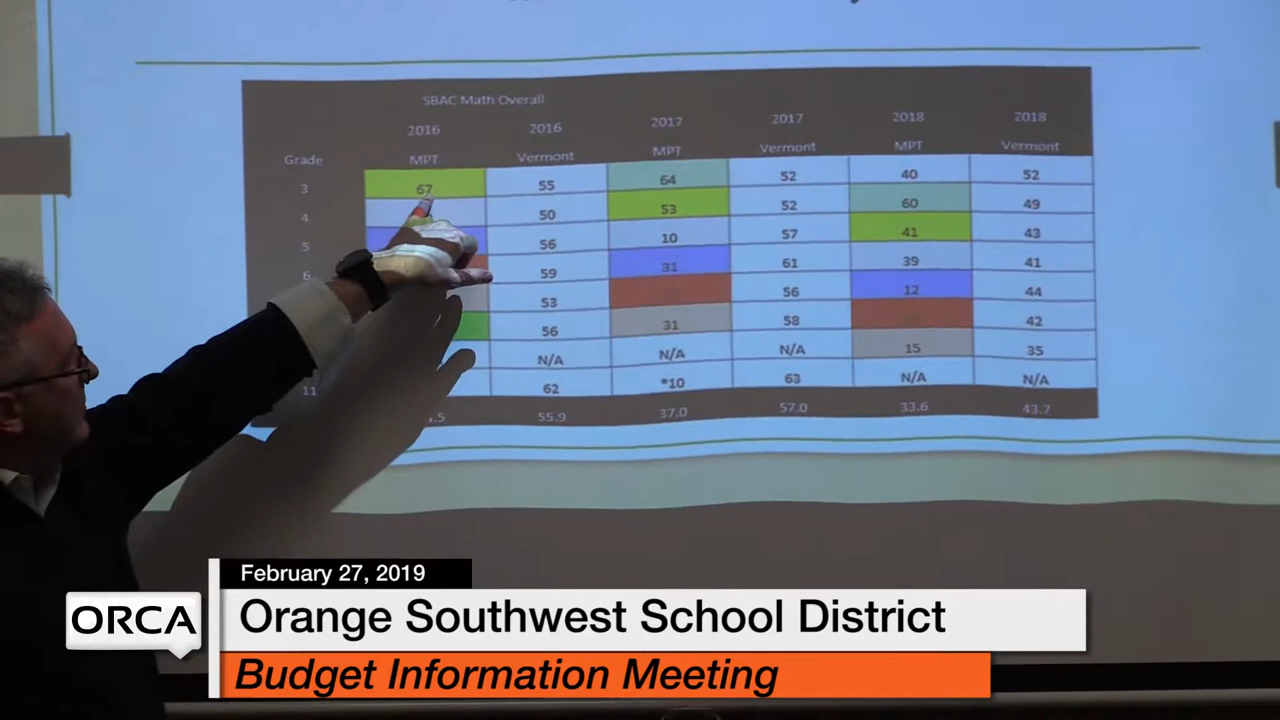 SBAC Math Overall
2016 2016 2017 2017 2018 2018
Grade MPT Vermont MPT Vermont MPT Vermont
3 67 55 64 52 40 52
4 50 53 52 60 49
5 56 10 57 41 43
6 59 31 61 39 41
53 56 12 44
56 31 58 42
N/A N/A N/A 15 35
11 62 *10 63 N/A N/A
.5 55.9 37.0 57.0 33.6 43.7
February 27, 2019
ORCA
Orange Southwest School District
Budget Information Meeting